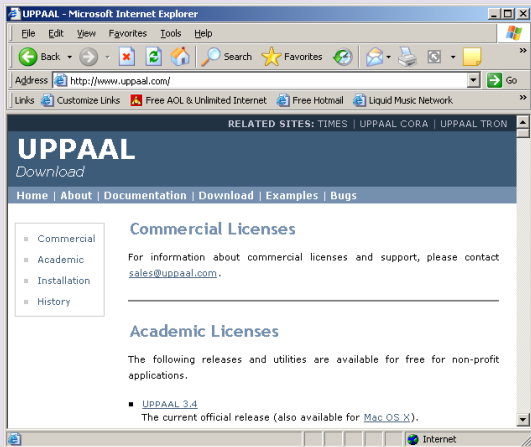 UPPAAL - Microsoft Internet Explorer
File Edit View Favorites Tools Help
Back Search Favorites
Address http://www.uppaal.com/ Go
Links Customize Links Free AOL & Unlimited Internet Free Hotmail Liquid Music Network
RELATED SITES: TIMES | UPPAAL CORA | UPPAAL TRON
UPPAAL
Download
Home | About | Documentation | Download | Examples | Bugs
Commercial
Academic
Installation
History
Commercial Licenses
For information about commercial licenses and support, please contact
sales@uppaal.com.
Academic Licenses
The following releases and utilities are available for free for non-profit
applications.
UPPAAL 3.4
The current official release (also available for Mac OS X).
Internet